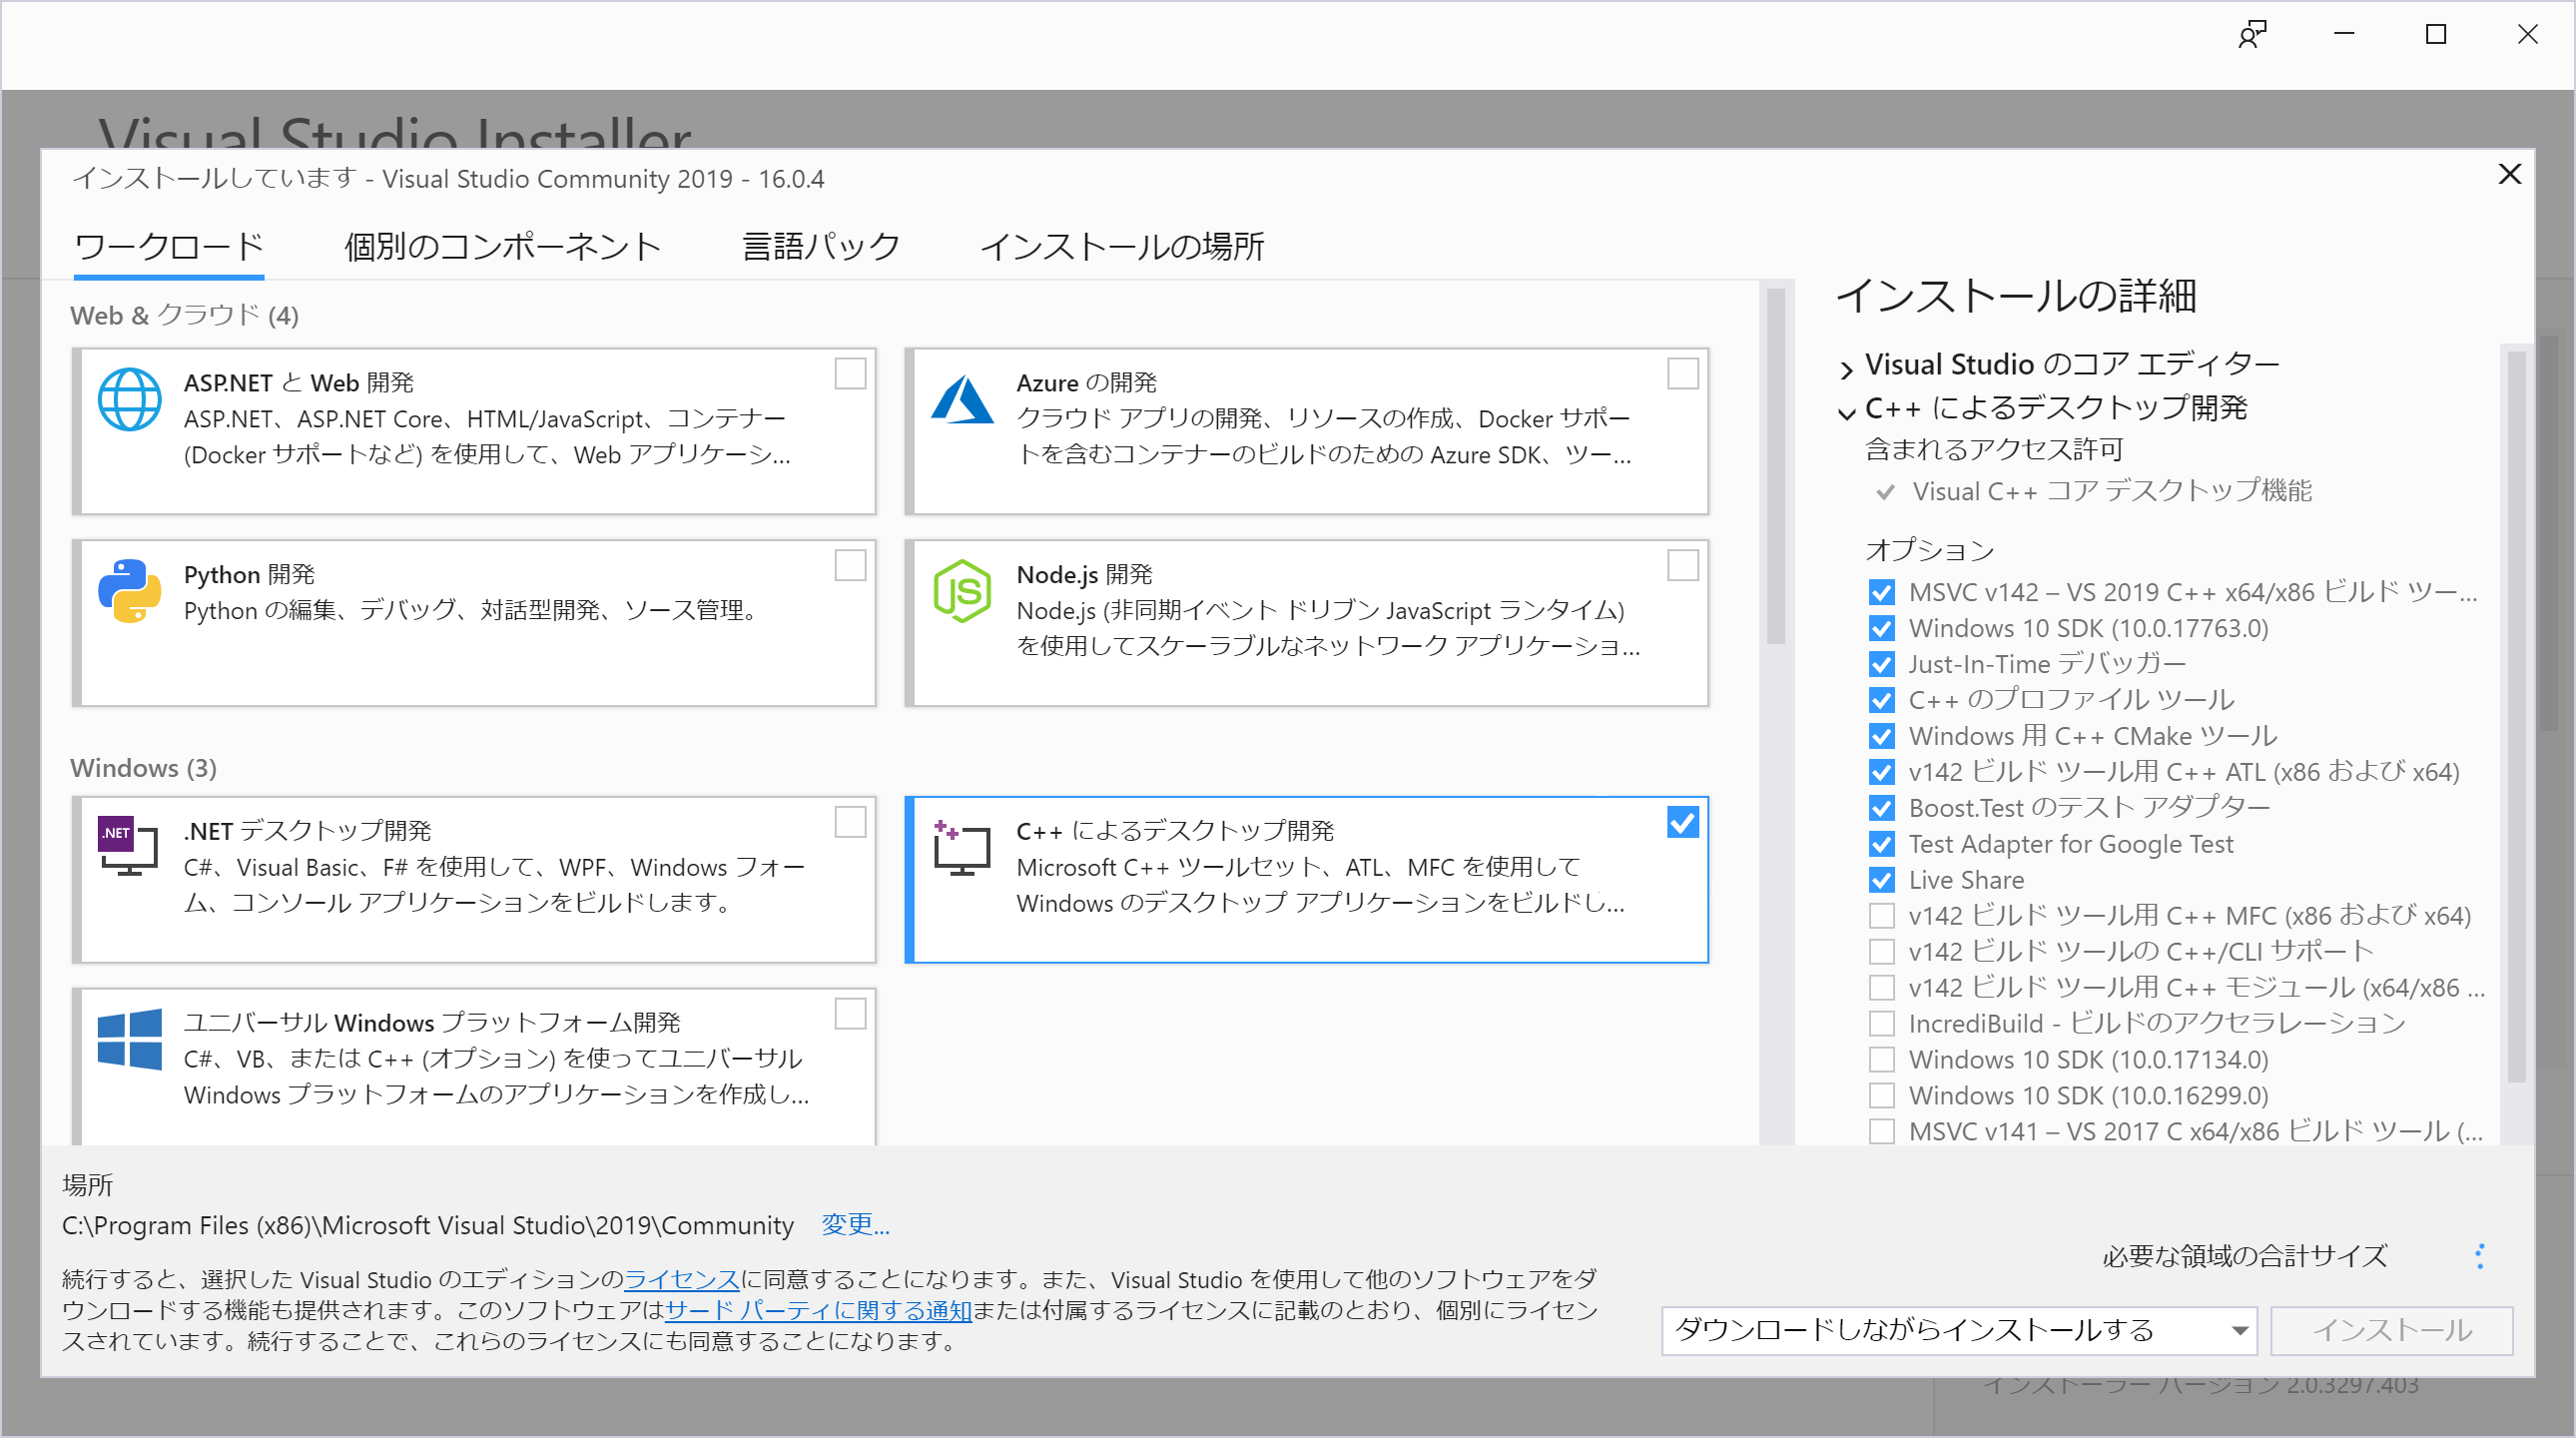 Visual Studio Installer
インストールしています - Visual Studio Community 2019 - 16.0.4
ワークロード 個別のコンポーネント 言語パック インストールの場所
Web & クラウド (4)
ASP.NET と Web 開発
ASP.NET、ASP.NET Core、HTML/JavaScript、コンテナー
(Docker サポートなど) を使用して、Web アプリケーシ...
Azure の開発
クラウド アプリの開発、リソースの作成、Docker サポー
トを含むコンテナーのビルドのための Azure SDK、ツー...
Python 開発
Python の編集、デバッグ、対話型開発、ソース管理。
JS
Node.js 開発
Node.js (非同期イベント ドリブン JavaScript ランタイム)
を使用してスケーラブルなネットワーク アプリケーショ...
Windows (3)
.NET
.NET デスクトップ開発
C#、Visual Basic、F# を使用して、WPF、Windows フォー
ム、コンソール アプリケーションをビルドします。
++
C++ によるデスクトップ開発
Microsoft C++ ツールセット、ATL、MFC を使用して
Windows のデスクトップ アプリケーションをビルドし...
ユニバーサル Windows プラットフォーム開発
C#、VB、または C++ (オプション) を使ってユニバーサル
Windows プラットフォームのアプリケーションを作成し...
インストールの詳細
Visual Studio のコア エディター
C++ によるデスクトップ開発
含まれるアクセス許可
Visual C++ コア デスクトップ機能
オプション
MSVC v142 – VS 2019 C++ x64/x86 ビルド ツー...
Windows 10 SDK (10.0.17763.0)
Just-In-Time デバッガー
C++ のプロファイル ツール
Windows 用 C++ CMake ツール
v142 ビルド ツール用 C++ ATL (x86 および x64)
Boost.Test のテスト アダプター
Test Adapter for Google Test
Live Share
v142 ビルド ツール用 C++ MFC (x86 および x64)
v142 ビルド ツールの C++/CLI サポート
v142 ビルド ツール用 C++ モジュール (x64/x86 ...
IncrediBuild - ビルドのアクセラレーション
Windows 10 SDK (10.0.17134.0)
Windows 10 SDK (10.0.16299.0)
MSVC v141 – VS 2017 C x64/x86 ビルド ツール (...
場所
C:\Program Files (x86)\Microsoft Visual Studio\2019\Community 変更...
続行すると、選択した Visual Studio のエディションのライセンスに同意することになります。また、Visual Studio を使用して他のソフトウェアをダ
ウンロードする機能も提供されます。このソフトウェアはサード パーティに関する通知または付属するライセンスに記載のとおり、個別にライセン
スされています。続行することで、これらのライセンスにも同意することになります。
必要な領域の合計サイズ
ダウンロードしながらインストールする インストール
インストーラー バージョン 2.0.3297.403